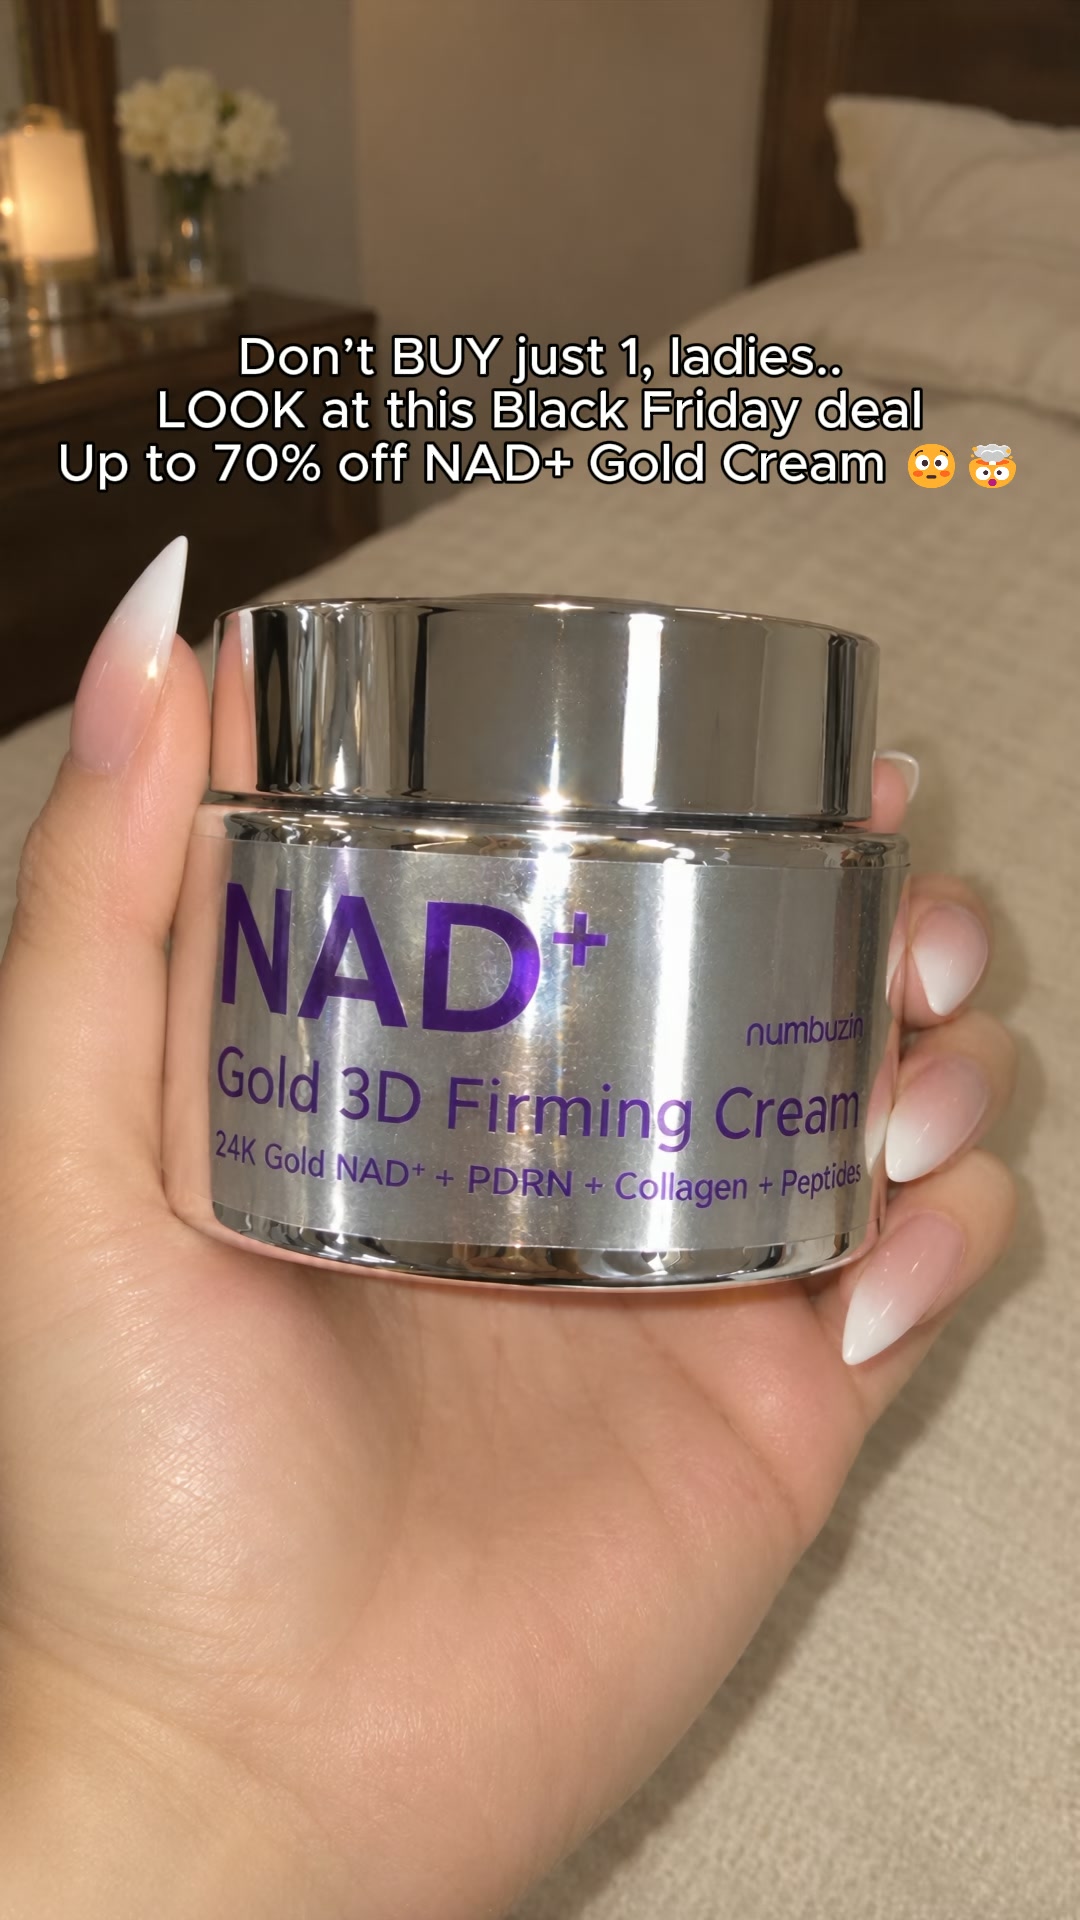 Don’t BUY just 1, ladies..
LOOK at this Black Friday deal
Up to 70% off NAD+ Gold Cream 😳 🤯
NAD⁺
numbuzin
Gold 3D Firming Cream
24K Gold NAD⁺ + PDRN + Collagen + Peptides